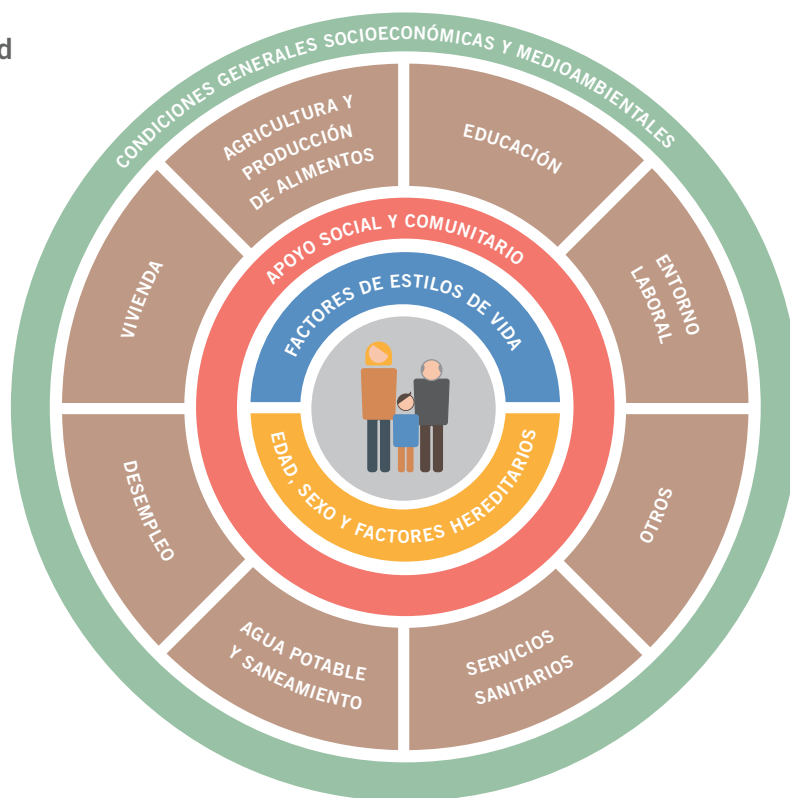 d
CONDICIONES GENERALES SOCIOECONÓMICAS Y MEDIOAMBIENTALES
AGRICULTURA Y
PRODUCCIÓN
DE ALIMENTOS
EDUCACIÓN
VIVIENDA
ENTORNO
LABORAL
APOYO SOCIAL Y COMUNITARIO
FACTORES DE ESTILOS DE VIDA
EDAD, SEXO Y FACTORES HEREDITARIOS
DESEMPLEO
OTROS
AGUA POTABLE
Y SANEAMIENTO
SERVICIOS
SANITARIOS